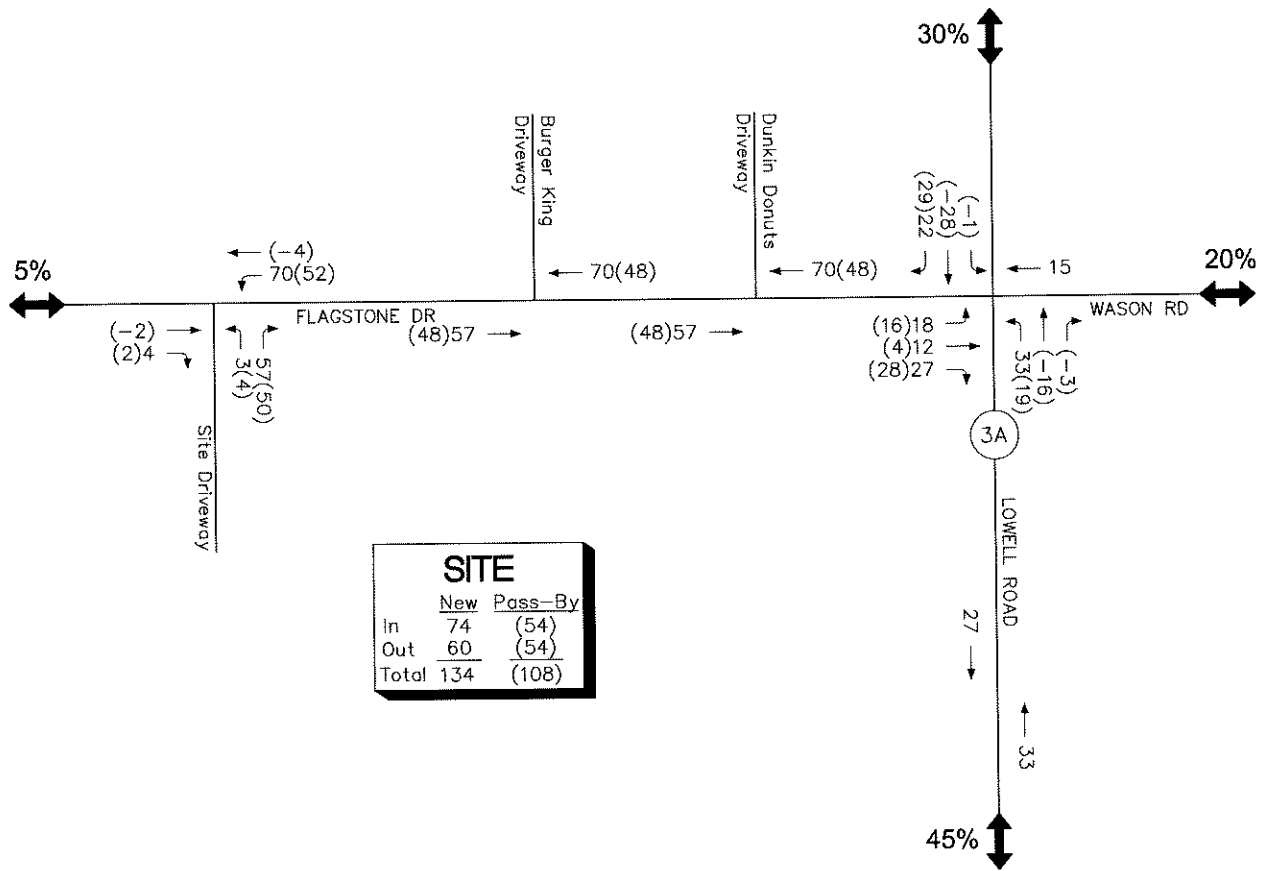 30%
Burger King
Driveway
Dunkin Donuts
Driveway
(29)22
(-28)
(-1)
5%
(-4)
70(52)
70(48)
70(48)
15
20%
FLAGSTONE DR
WASON RD
(-2)
(2)4
3(4)
57(50)
(48)57
(48)57
(16)18
(4)12
(28)27
33(19)
(-16)
(-3)
Site Driveway
3A
LOWELL ROAD
SITE
New Pass-By
In 74 (54)
Out 60 (54)
Total 134 (108)
27
33
45%